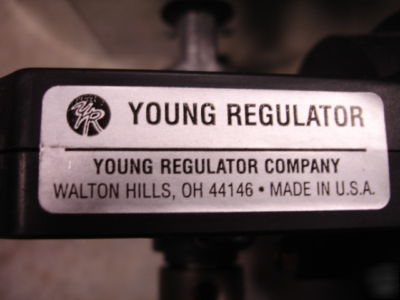 YR YOUNG REGULATOR
YOUNG REGULATOR COMPANY
WALTON HILLS, OH 44146 • MADE IN U.S.A.